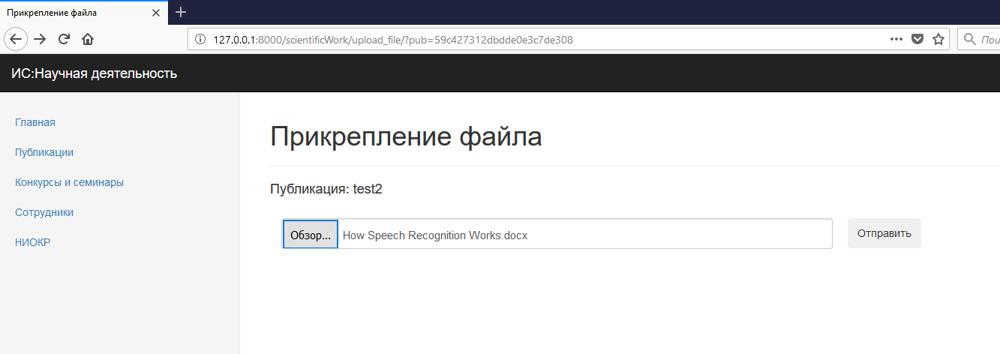 Прикрепление файла
127.0.0.1:8000/scientificWork/upload_file/?pub=59c427312dbdde0e3c7de308
Пои
ИС:Научная деятельность
Главная
Публикации
Конкурсы и семинары
Сотрудники
НИОКР
Прикрепление файла
Публикация: test2
Обзор... How Speech Recognition Works.docx
Отправить